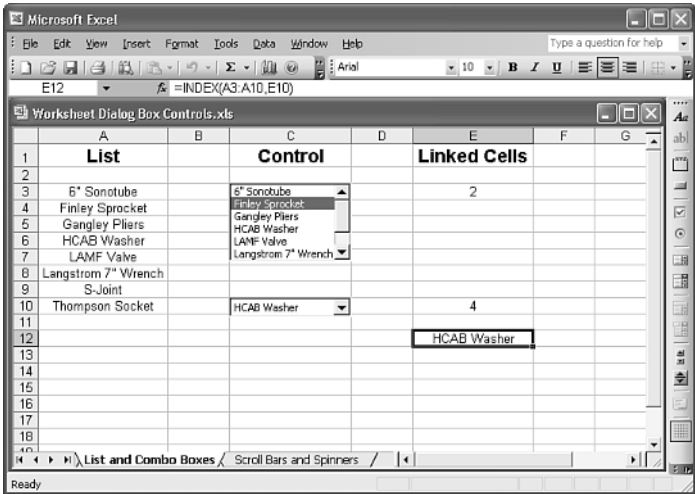 Microsoft Excel
File Edit View Insert Format Tools Data Window Help Type a question for help
Σ Arial 10 B I U
E12 fx =INDEX(A3:A10,E10)
Worksheet Dialog Box Controls.xls
A B C D E F G
1 List Control Linked Cells
2
3 6" Sonotube 6" Sonotube 2
4 Finley Sprocket Finley Sprocket
5 Gangley Pliers Gangley Pliers
6 HCAB Washer HCAB Washer
7 LAMF Valve LAMF Valve
8 Langstrom 7" Wrench Langstrom 7" Wrench
9 S-Joint
10 Thompson Socket HCAB Washer 4
11
12 HCAB Washer
13
14
15
16
17
18
19
List and Combo Boxes Scroll Bars and Spinners
Ready
Aa
ab